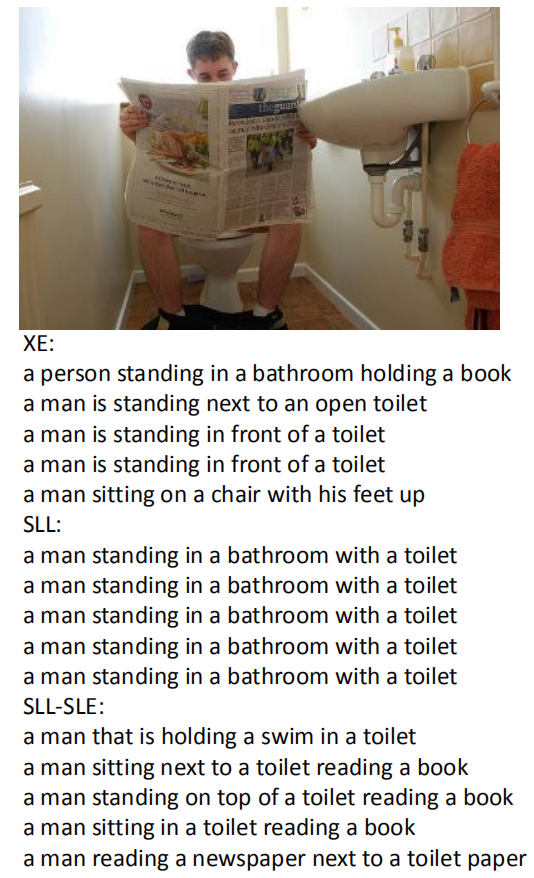 theguard
XE:
a person standing in a bathroom holding a book
a man is standing next to an open toilet
a man is standing in front of a toilet
a man is standing in front of a toilet
a man sitting on a chair with his feet up
SLL:
a man standing in a bathroom with a toilet
a man standing in a bathroom with a toilet
a man standing in a bathroom with a toilet
a man standing in a bathroom with a toilet
a man standing in a bathroom with a toilet
SLL-SLE:
a man that is holding a swim in a toilet
a man sitting next to a toilet reading a book
a man standing on top of a toilet reading a book
a man sitting in a toilet reading a book
a man reading a newspaper next to a toilet paper